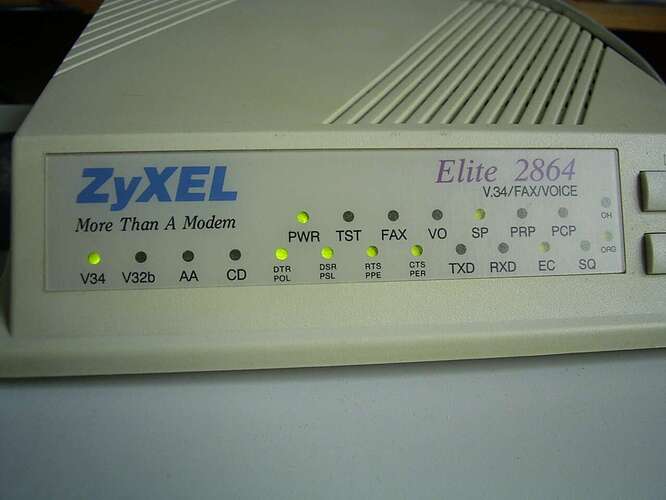 ZyXEL
Elite 2864
V.34/FAX/VOICE
More Than A Modem
PWR TST FAX VO SP PRP PCP OH
V34 V32b AA CD DTR POL DSR PSL RTS PPE CTS PER TXD RXD EC SQ ORG